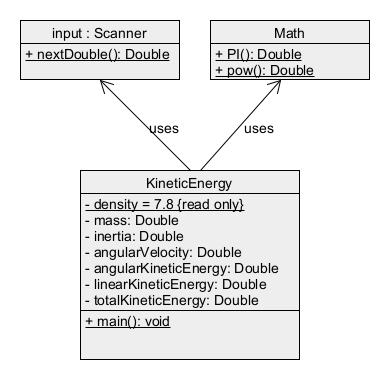 input : Scanner
+ nextDouble(): Double
Math
+ PI(): Double
+ pow(): Double
uses
uses
KineticEnergy
- density = 7.8 {read only}
- mass: Double
- inertia: Double
- angularVelocity: Double
- angularKineticEnergy: Double
- linearKineticEnergy: Double
- totalKineticEnergy: Double
+ main(): void